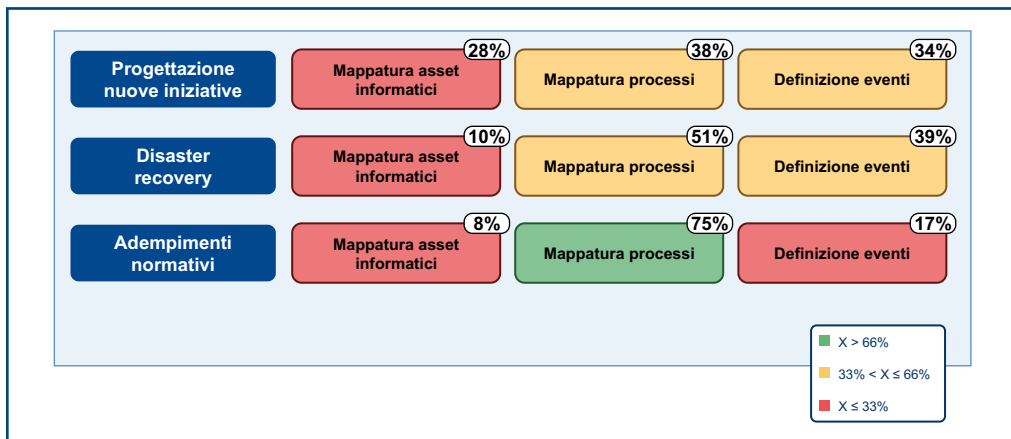 Progettazione
nuove iniziative
Mappatura asset
informatici
28%
Mappatura processi
38%
Definizione eventi
34%
Disaster
recovery
Mappatura asset
informatici
10%
Mappatura processi
51%
Definizione eventi
39%
Adempimenti
normativi
Mappatura asset
informatici
8%
Mappatura processi
75%
Definizione eventi
17%
X > 66%
33% < X ≤ 66%
X ≤ 33%